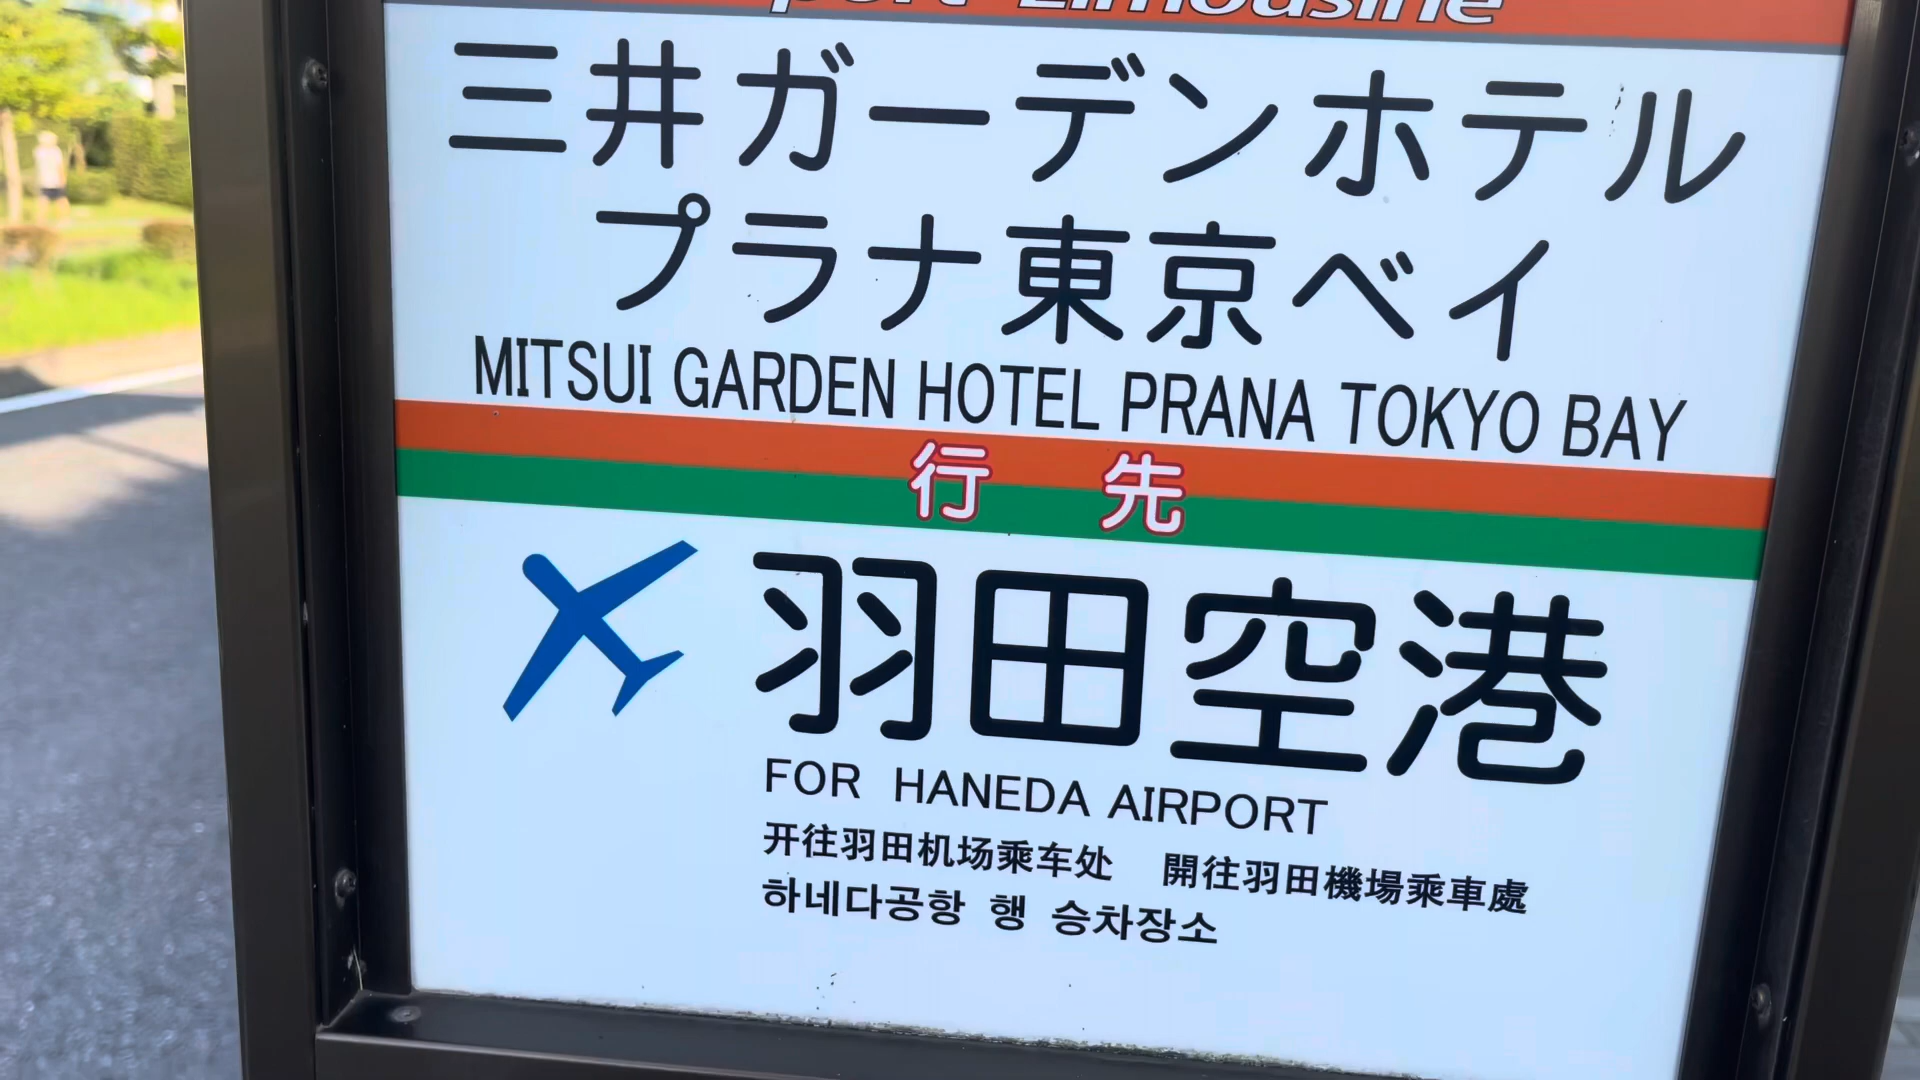 Limousine
三井ガーデンホテル
プラナ東京ベイ
MITSUI GARDEN HOTEL PRANA TOKYO BAY
行 先
羽田空港
FOR HANEDA AIRPORT
开往羽田机场乘车处 開往羽田機場乘車處
하네다공항 행 승차장소